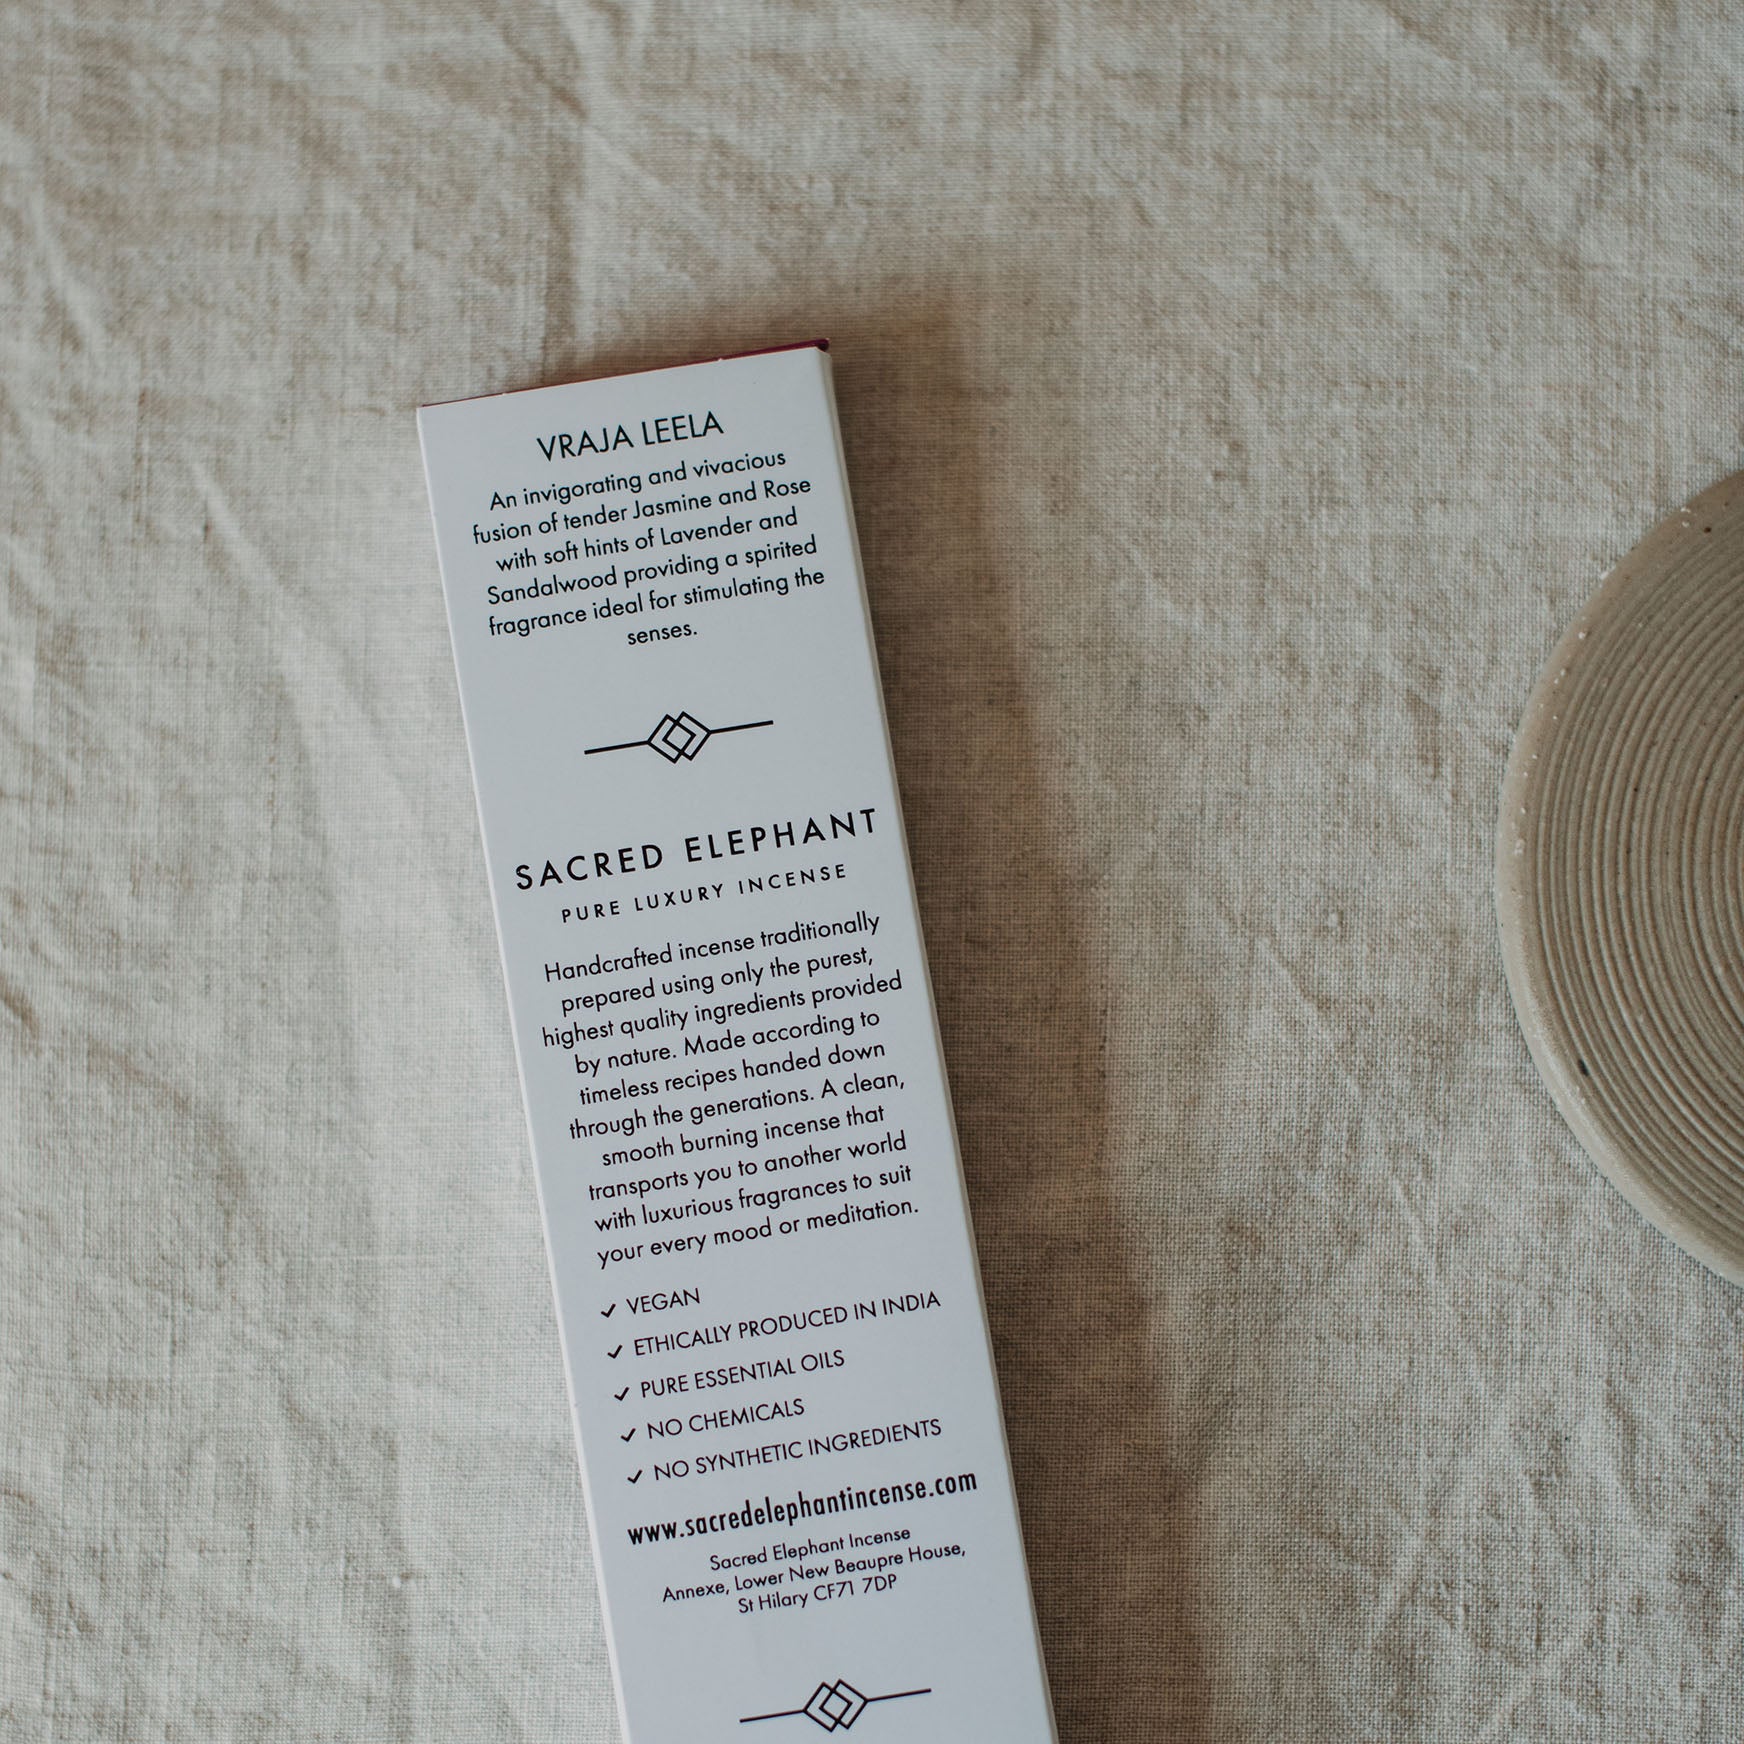 VRAJA LEELA
An invigorating and vivacious
fusion of tender Jasmine and Rose
with soft hints of Lavender and
Sandalwood providing a spirited
fragrance ideal for stimulating the
senses.
SACRED ELEPHANT
PURE LUXURY INCENSE
Handcrafted incense traditionally
prepared using only the purest,
highest quality ingredients provided
by nature. Made according to
timeless recipes handed down
through the generations. A clean,
smooth burning incense that
transports you to another world
with luxurious fragrances to suit
your every mood or meditation.
✓ VEGAN
✓ ETHICALLY PRODUCED IN INDIA
✓ PURE ESSENTIAL OILS
✓ NO CHEMICALS
✓ NO SYNTHETIC INGREDIENTS
www.sacredelephantincense.com
Sacred Elephant Incense
Annexe, Lower New Beaupre House,
St Hilary CF71 7DP